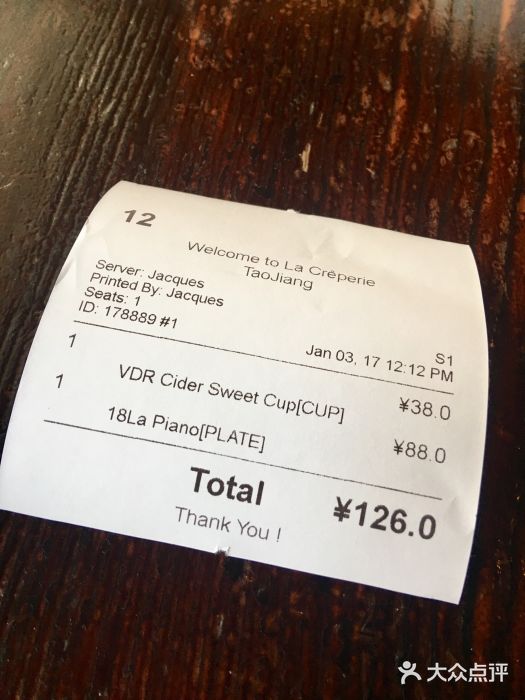 12
Welcome to La Crêperie
TaoJiang
Server: Jacques
Printed By: Jacques
Seats: 1
S1
ID: 178889 #1
Jan 03, 17 12:12 PM
1 VDR Cider Sweet Cup[CUP] ¥38.0
1 18La Piano[PLATE] ¥88.0
Total ¥126.0
Thank You !
大众点评